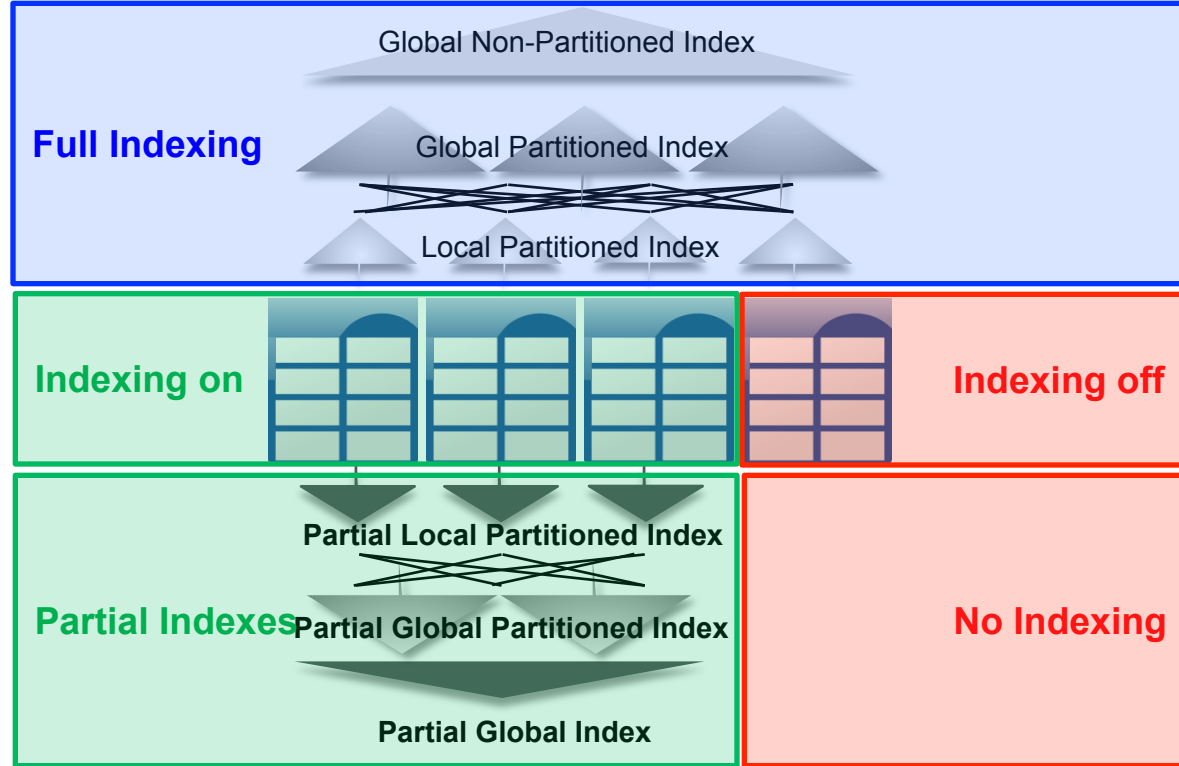 Global Non-Partitioned Index
Full Indexing
Global Partitioned Index
Local Partitioned Index
Indexing on
Indexing off
Partial Local Partitioned Index
Partial Indexes
Partial Global Partitioned Index
No Indexing
Partial Global Index